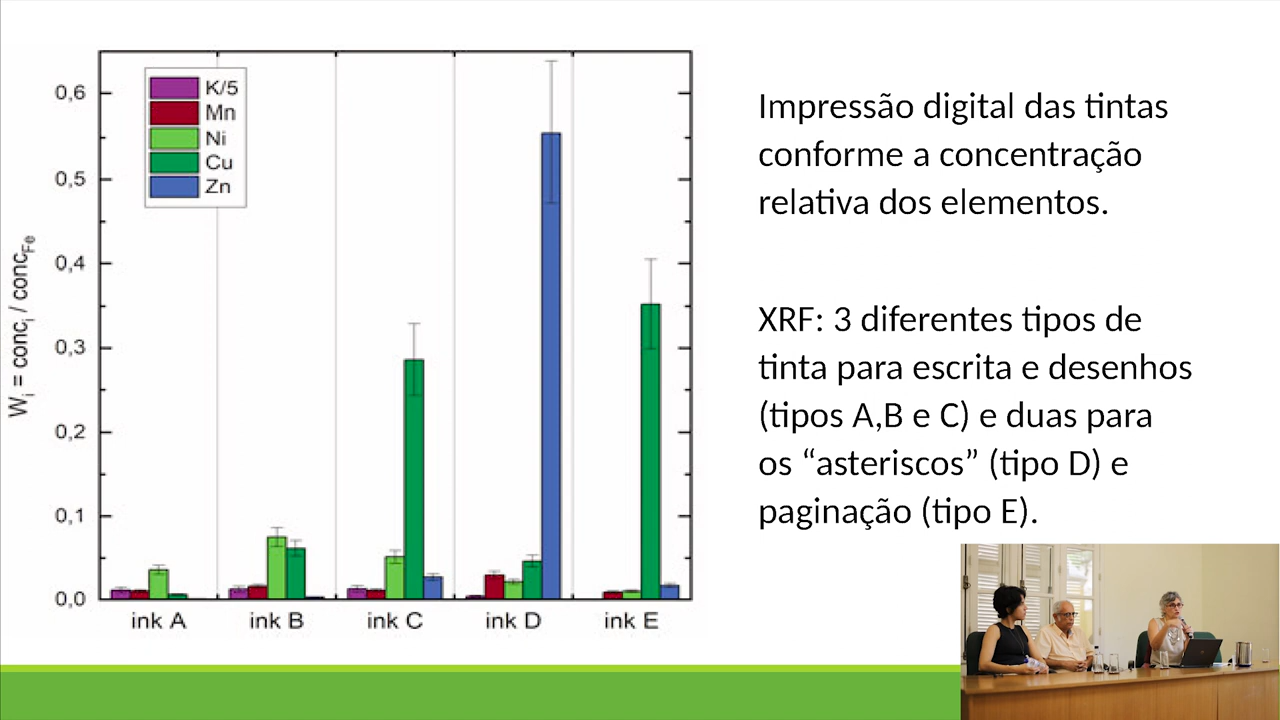 0,6
0,5
0,4
0,3
0,2
0,1
0,0
Wi = conci / concFe
K/5
Mn
Ni
Cu
Zn
ink A
ink B
ink C
ink D
ink E
Impressão digital das tintas
conforme a concentração
relativa dos elementos.
XRF: 3 diferentes tipos de
tinta para escrita e desenhos
(tipos A,B e C) e duas para
os “asteriscos” (tipo D) e
paginação (tipo E).